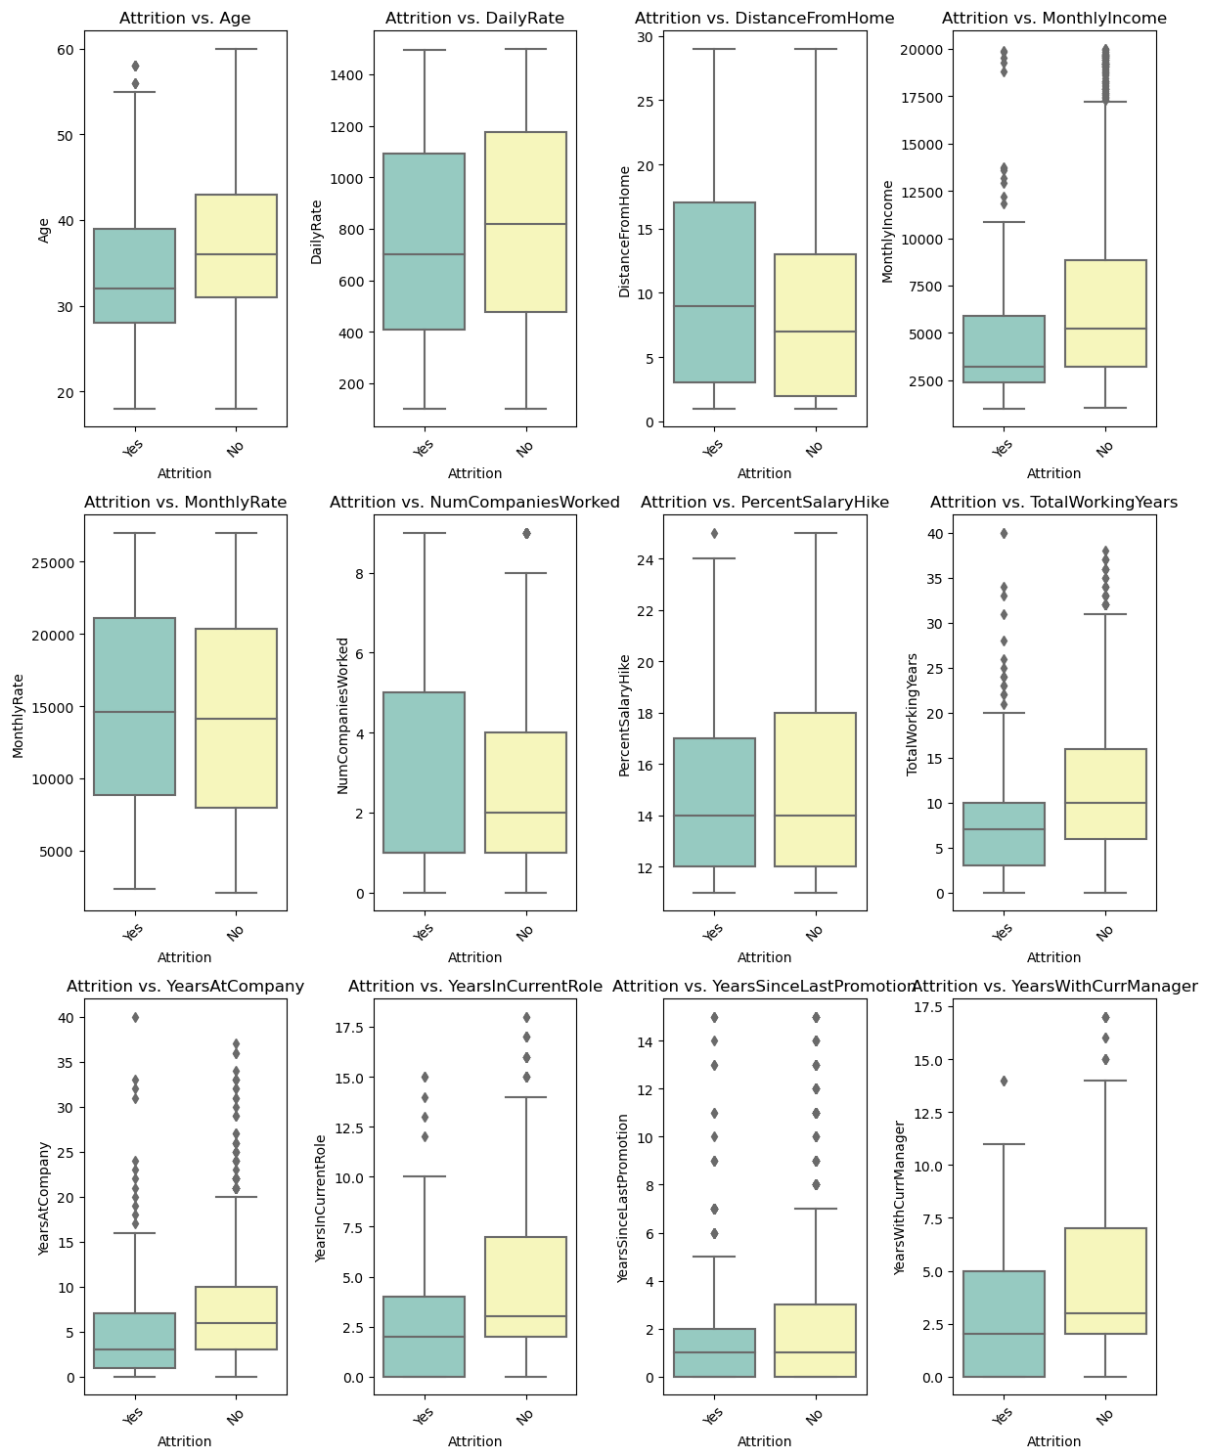 Attrition vs. Age
60
50
40
30
20
Age
Yes
No
Attrition
Attrition vs. DailyRate
1400
1200
1000
800
600
400
200
DailyRate
Yes
No
Attrition
Attrition vs. DistanceFromHome
30
25
20
15
10
5
0
DistanceFromHome
Yes
No
Attrition
Attrition vs. MonthlyIncome
20000
17500
15000
12500
10000
7500
5000
2500
MonthlyIncome
Yes
No
Attrition
Attrition vs. MonthlyRate
25000
20000
15000
10000
5000
MonthlyRate
Yes
No
Attrition
Attrition vs. NumCompaniesWorked
8
6
4
2
0
NumCompaniesWorked
Yes
No
Attrition
Attrition vs. PercentSalaryHike
24
22
20
18
16
14
12
PercentSalaryHike
Yes
No
Attrition
Attrition vs. TotalWorkingYears
40
35
30
25
20
15
10
5
0
TotalWorkingYears
Yes
No
Attrition
Attrition vs. YearsAtCompany
40
35
30
25
20
15
10
5
0
YearsAtCompany
Yes
No
Attrition
Attrition vs. YearsInCurrentRole
17.5
15.0
12.5
10.0
7.5
5.0
2.5
0.0
YearsInCurrentRole
Yes
No
Attrition
Attrition vs. YearsSinceLastPromotion
14
12
10
8
6
4
2
0
YearsSinceLastPromotion
Yes
No
Attrition
Attrition vs. YearsWithCurrManager
17.5
15.0
12.5
10.0
7.5
5.0
2.5
0.0
YearsWithCurrManager
Yes
No
Attrition